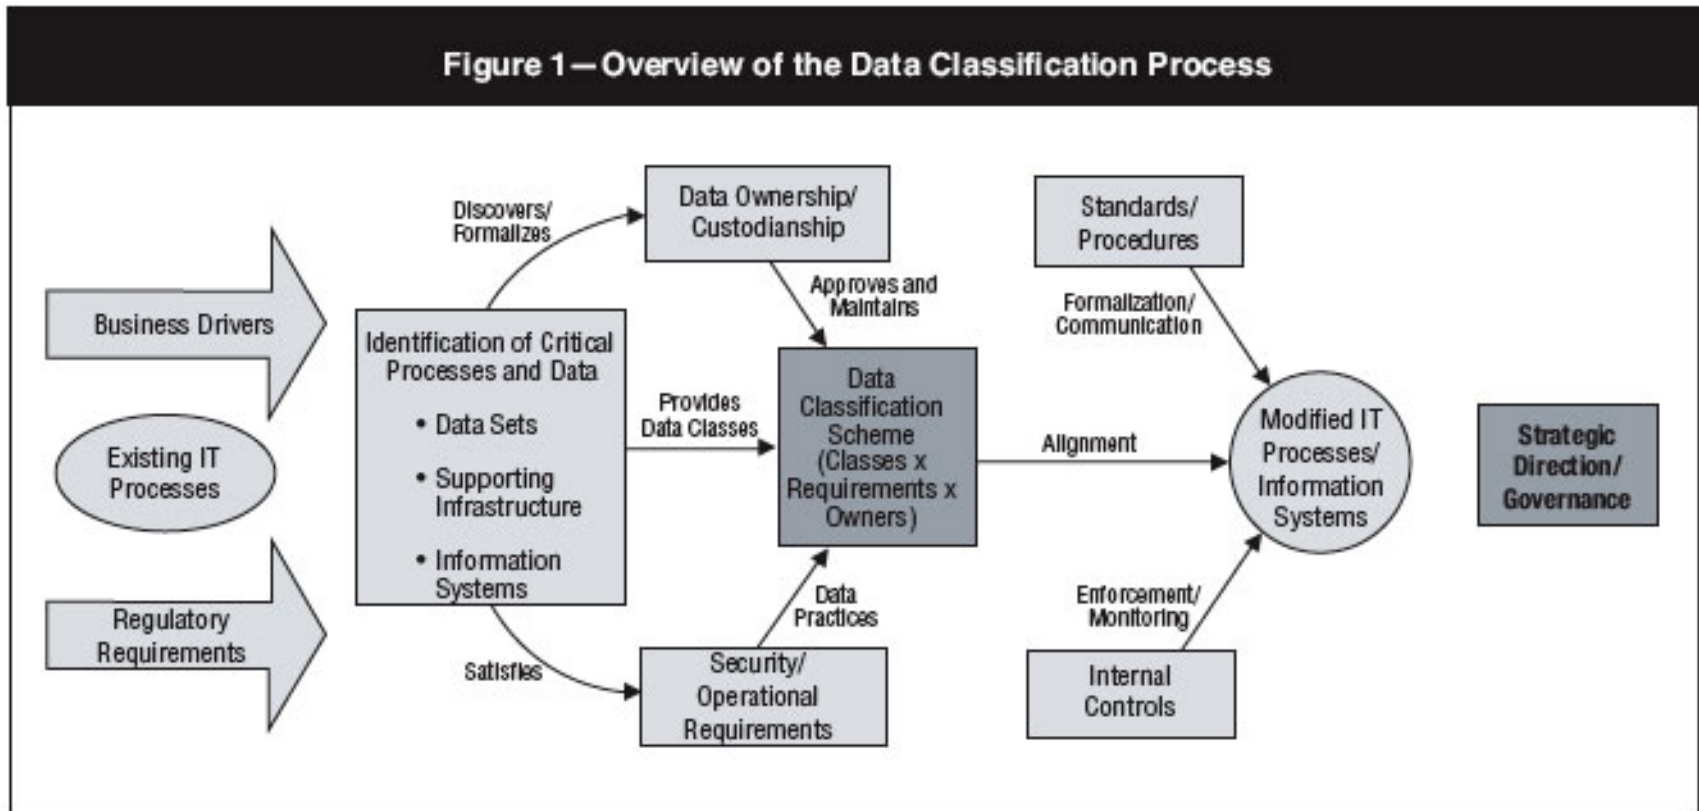 Figure 1—Overview of the Data Classification Process
Business Drivers
Existing IT
Processes
Regulatory
Requirements
Discovers/
Formalizes
Identification of Critical
Processes and Data
• Data Sets
• Supporting
Infrastructure
• Information
Systems
Satisfies
Data Ownership/
Custodianship
Approves and
Maintains
Provides
Data Classes
Data
Classification
Scheme
(Classes x
Requirements x
Owners)
Data
Practices
Security/
Operational
Requirements
Alignment
Standards/
Procedures
Formalization/
Communication
Modified IT
Processes/
Information
Systems
Enforcement/
Monitoring
Internal
Controls
Strategic
Direction/
Governance